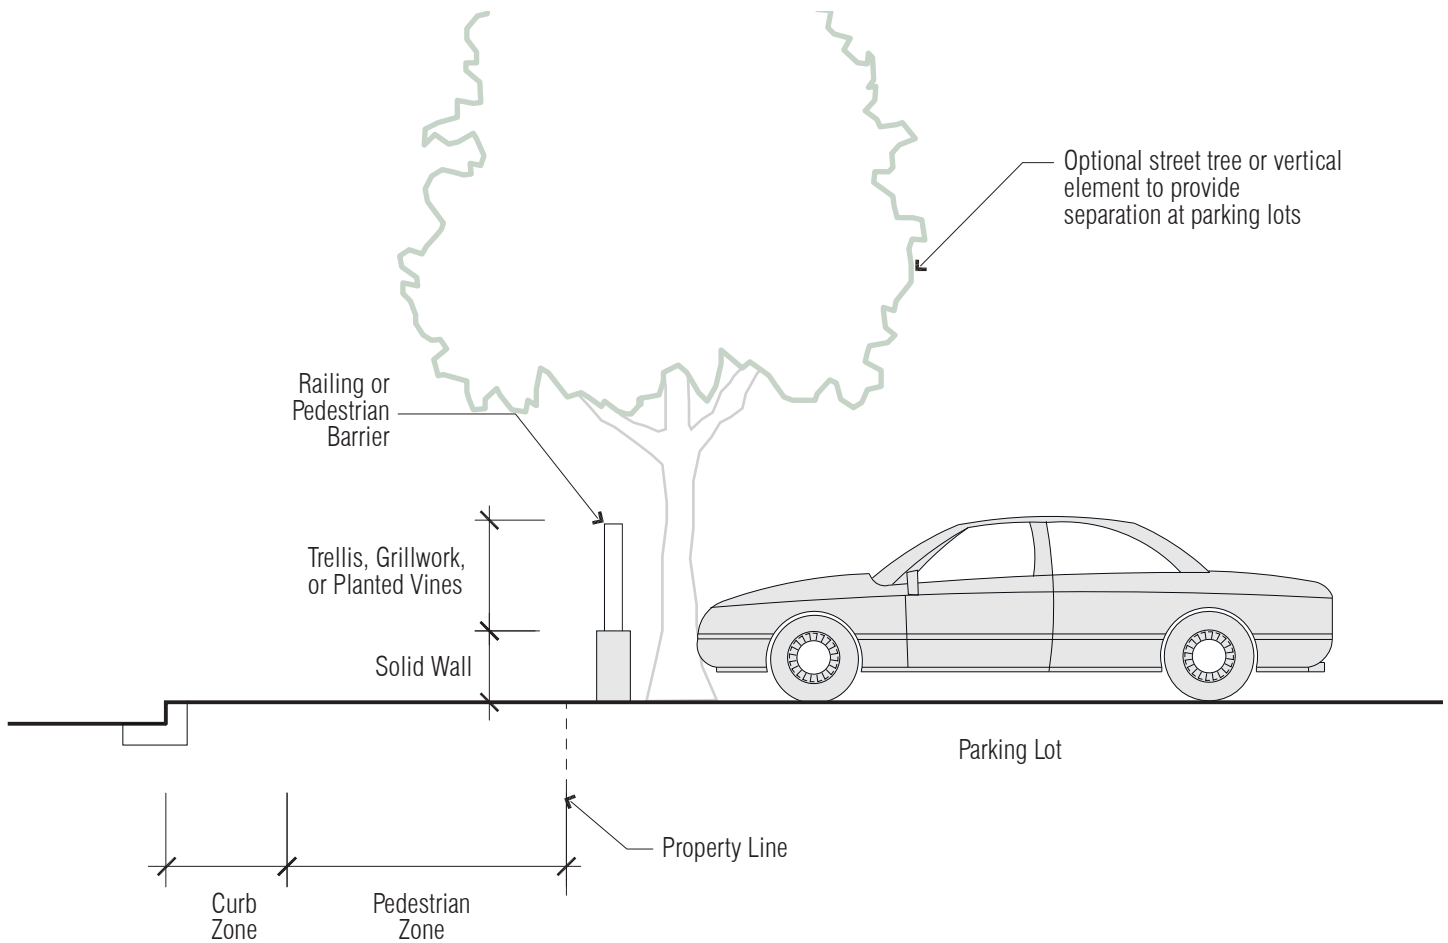 Optional street tree or vertical
element to provide
separation at parking lots
Railing or
Pedestrian
Barrier
Trellis, Grillwork,
or Planted Vines
Solid Wall
Parking Lot
Property Line
Curb
Zone
Pedestrian
Zone